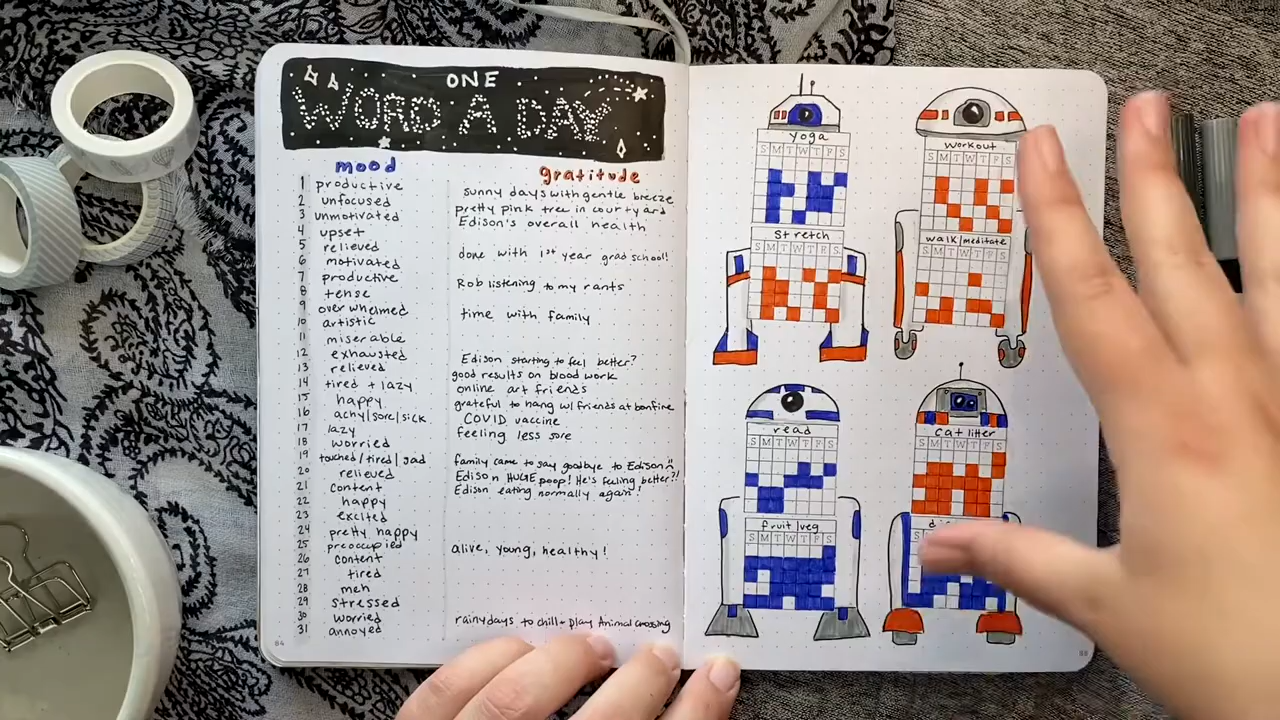 ONE
WORD A DAY
mood
gratitude
1 productive
sunny days with gentle breeze
2 unfocused
pretty pink tree in courtyard
3 unmotivated
Edison's overall health
4 upset
5 relieved
done with 1st year grad school!
6 motivated
7 productive
Rob listening to my rants
8 tense
9 overwhelmed
time with family
10 artistic
11 miserable
12 exhausted
Edison starting to feel better?
13 relieved
good results on blood work
14 tired + lazy
online art friends
15 happy
grateful to hang w/ friends at bonfire
16 achy/sore/sick
COVID vaccine
17 lazy
feeling less sore
18 worried
19 touched/tired/sad
family came to say goodbye to Edison
20 relieved
Edison HUGE poop! He's feeling better?!
21 content
Edison eating normally again!
22 happy
23 excited
24 pretty happy
25 preoccupied
alive, young, healthy!
26 content
27 tired
28 meh
29 stressed
30 worried
rainy days to chill + play Animal Crossing
31 annoyed
84
yoga
S M T W T F S
Stretch
S M T W T F S
workout
S M T W T F S
walk/meditate
S M T W T F S
read
S M T W T F S
fruit/veg
S M T W T F S
cat litter
S M T W T F S
S